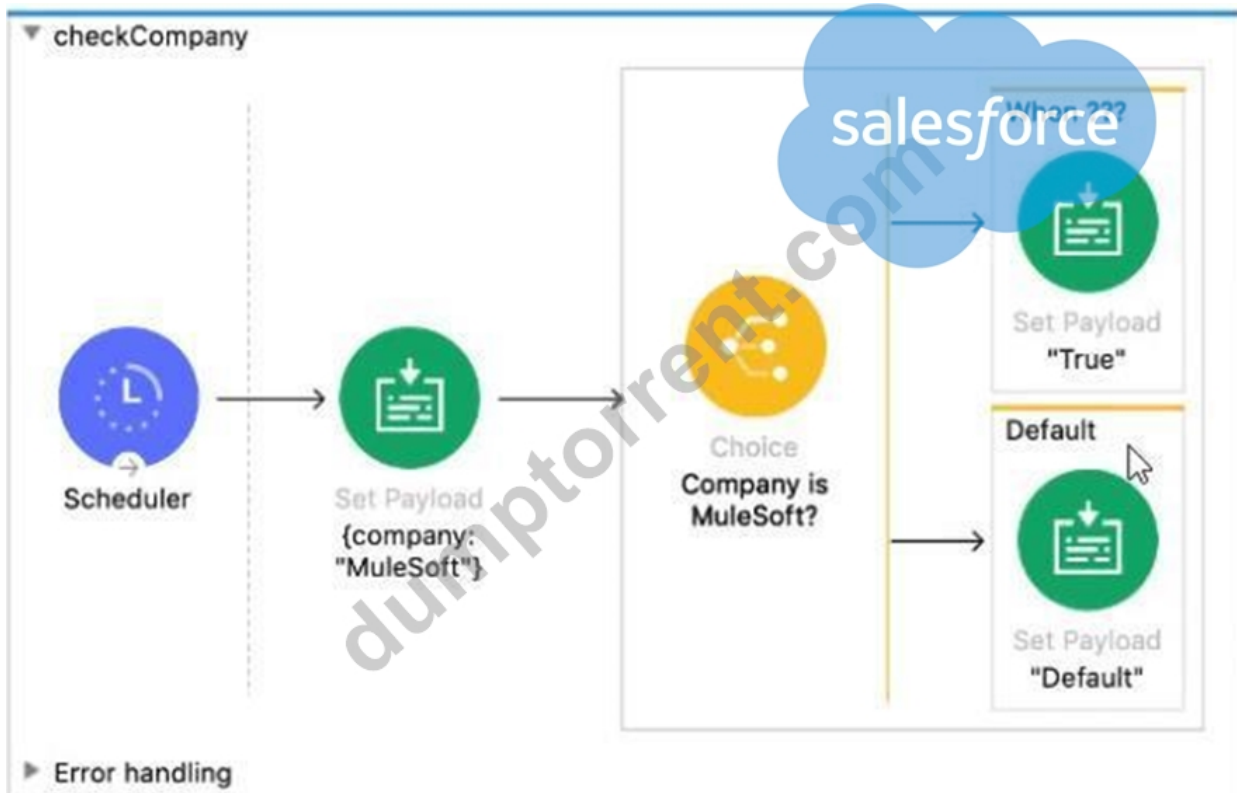 checkCompany
salesforce
When ???
Set Payload
"True"
Default
Choice
Company is
MuleSoft?
Scheduler
Set Payload
{company:
"MuleSoft"}
Set Payload
"Default"
Error handling
dumptorrent.com